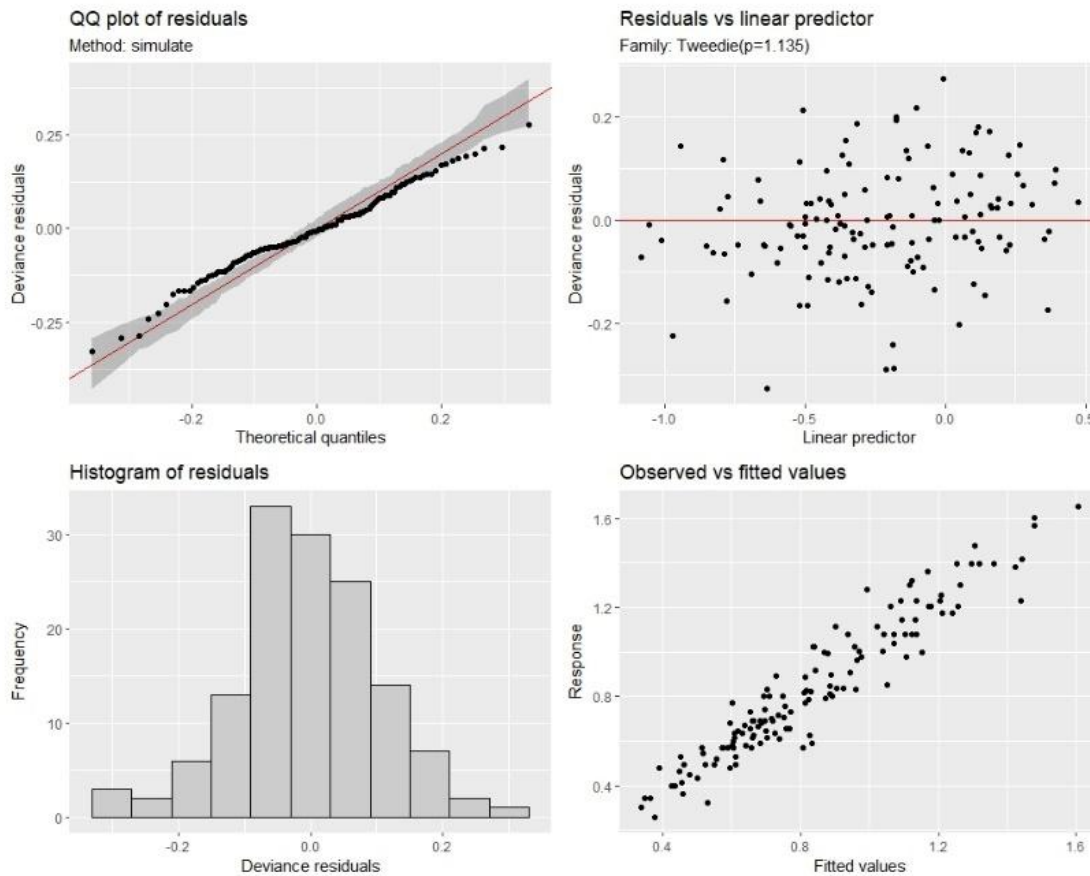 QQ plot of residuals
Method: simulate
Deviance residuals
0.25
0.00
-0.25
-0.2
0.0
0.2
Theoretical quantiles
Residuals vs linear predictor
Family: Tweedie(p=1.135)
Deviance residuals
0.2
0.0
-0.2
-1.0
-0.5
0.0
0.5
Linear predictor
Histogram of residuals
Frequency
30
20
10
0
-0.2
0.0
0.2
Deviance residuals
Observed vs fitted values
Response
1.6
1.2
0.8
0.4
0.4
0.8
1.2
1.6
Fitted values